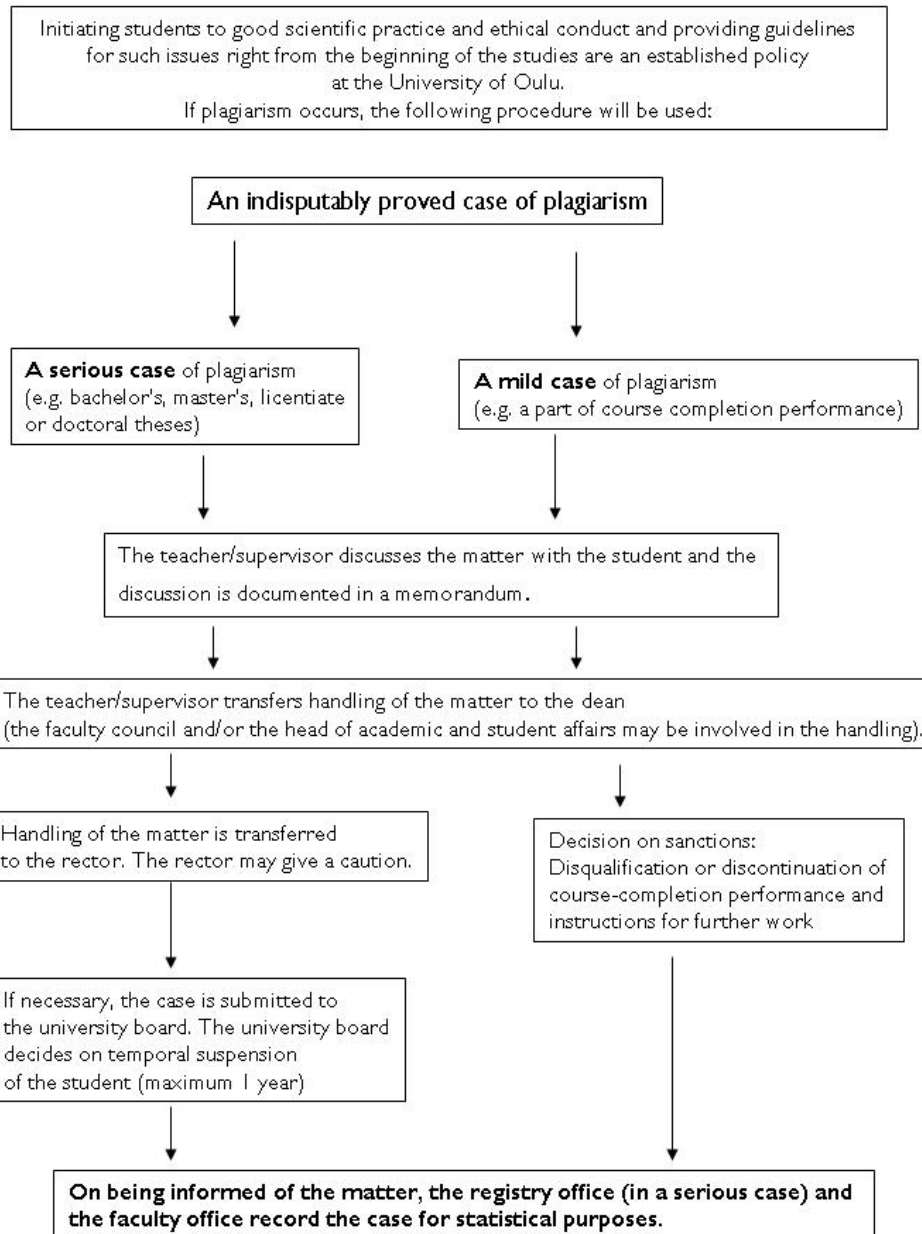 Initiating students to good scientific practice and ethical conduct and providing guidelines
for such issues right from the beginning of the studies are an established policy
at the University of Oulu.
If plagiarism occurs, the following procedure will be used:
An indisputably proved case of plagiarism
A serious case of plagiarism
(e.g. bachelor's, master's, licentiate
or doctoral theses)
A mild case of plagiarism
(e.g. a part of course completion performance)
The teacher/supervisor discusses the matter with the student and the
discussion is documented in a memorandum.
The teacher/supervisor transfers handling of the matter to the dean
(the faculty council and/or the head of academic and student affairs may be involved in the handling).
Handling of the matter is transferred
to the rector. The rector may give a caution.
Decision on sanctions:
Disqualification or discontinuation of
course-completion performance and
instructions for further work
If necessary, the case is submitted to
the university board. The university board
decides on temporal suspension
of the student (maximum 1 year)
On being informed of the matter, the registry office (in a serious case) and
the faculty office record the case for statistical purposes.